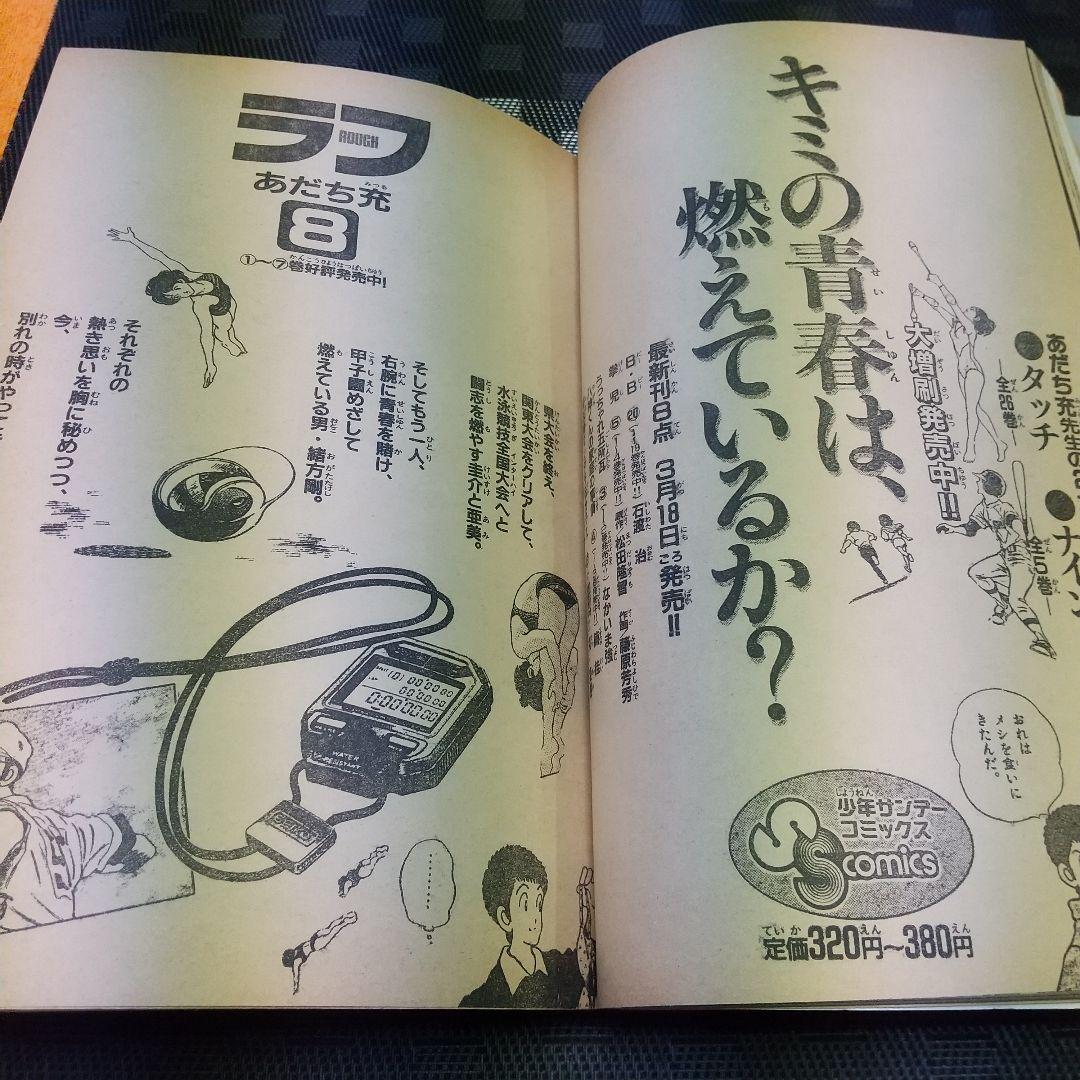 キミの青春は、
燃えているか?
あだち充先生の
●タッチ
―全26巻―
●ナイン
全5巻―
大増刷発売中!!
最新刊8点 3月18日ごろ発売!!
B・B ⑳ 石渡 治
拳児 ⑤ 原作 松田隆智 作画 藤原芳秀
なかいま強
おれは
メシを食いに
きたんだ。
少年サンデー
コミックス
SS comics
定価320円~380円
ラフ
ROUGH
あだち充
8
①~⑦巻好評発売中!
県大会を終え、
関東大会をクリアして、
水泳競技全国大会へと
闘志を燃やす圭介と亜美。
そしてもう一人、
右腕に青春を賭け、
甲子園めざして
燃えている男・緒方剛。
それぞれの
熱き思いを胸に秘めつつ、
今、
別れの時がやって
WATER
RESISTANT
SEIKO
………